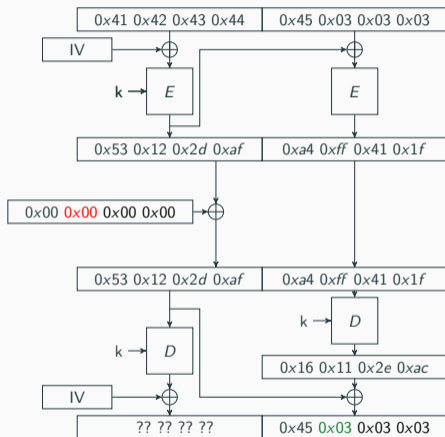 0x41 0x42 0x43 0x44 0x45 0x03 0x03 0x03
IV
k E E
0x53 0x12 0x2d 0xaf 0xa4 0xff 0x41 0x1f
0x00 0x00 0x00 0x00
0x53 0x12 0x2d 0xaf 0xa4 0xff 0x41 0x1f
k D
k D
0x16 0x11 0x2e 0xac
IV
?? ?? ?? ?? 0x45 0x03 0x03 0x03